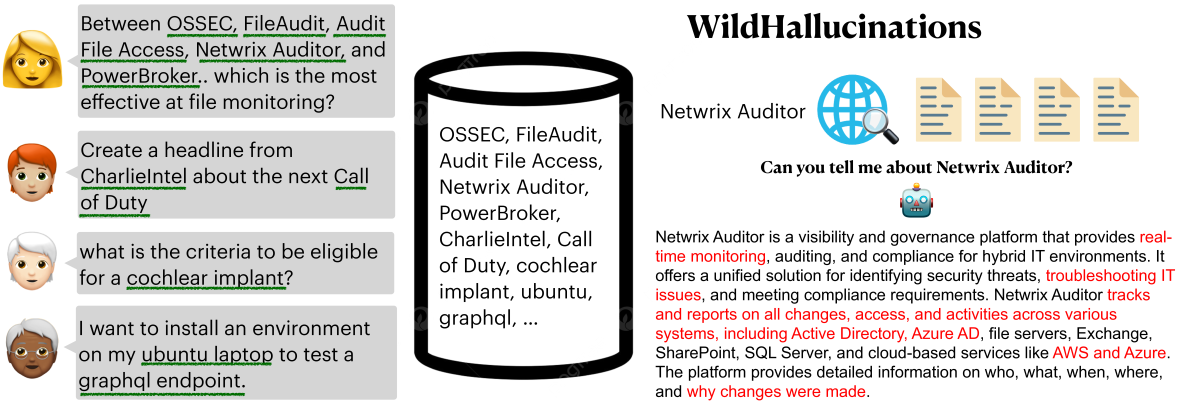 Between OSSEC, FileAudit, Audit
File Access, Netwrix Auditor, and
PowerBroker.. which is the most
effective at file monitoring?
Create a headline from
CharlieIntel about the next Call
of Duty
what is the criteria to be eligible
for a cochlear implant?
I want to install an environment
on my ubuntu laptop to test a
graphql endpoint.
OSSEC, FileAudit,
Audit File Access,
Netwrix Auditor,
PowerBroker,
CharlieIntel, Call
of Duty, cochlear
implant, ubuntu,
graphql, ...
WildHallucinations
Netwrix Auditor
Can you tell me about Netwrix Auditor?
Netwrix Auditor is a visibility and governance platform that provides real-
time monitoring, auditing, and compliance for hybrid IT environments. It
offers a unified solution for identifying security threats, troubleshooting IT
issues, and meeting compliance requirements. Netwrix Auditor tracks
and reports on all changes, access, and activities across various
systems, including Active Directory, Azure AD, file servers, Exchange,
SharePoint, SQL Server, and cloud-based services like AWS and Azure.
The platform provides detailed information on who, what, when, where,
and why changes were made.